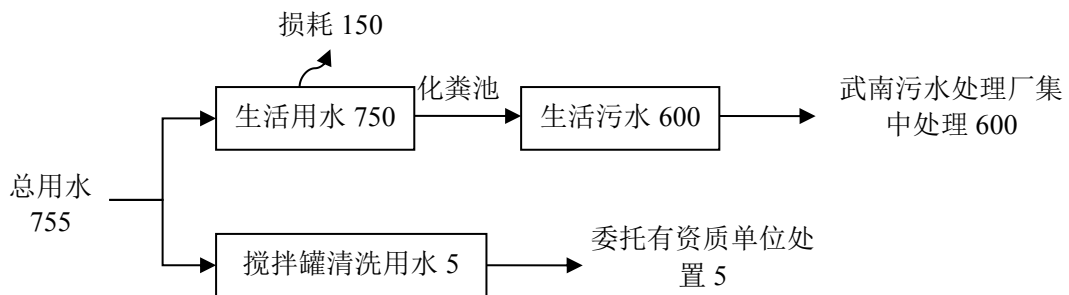 损耗 150
化粪池
生活用水 750
生活污水 600
武南污水处理厂集
中处理 600
总用水
755
搅拌罐清洗用水 5
委托有资质单位处
置 5